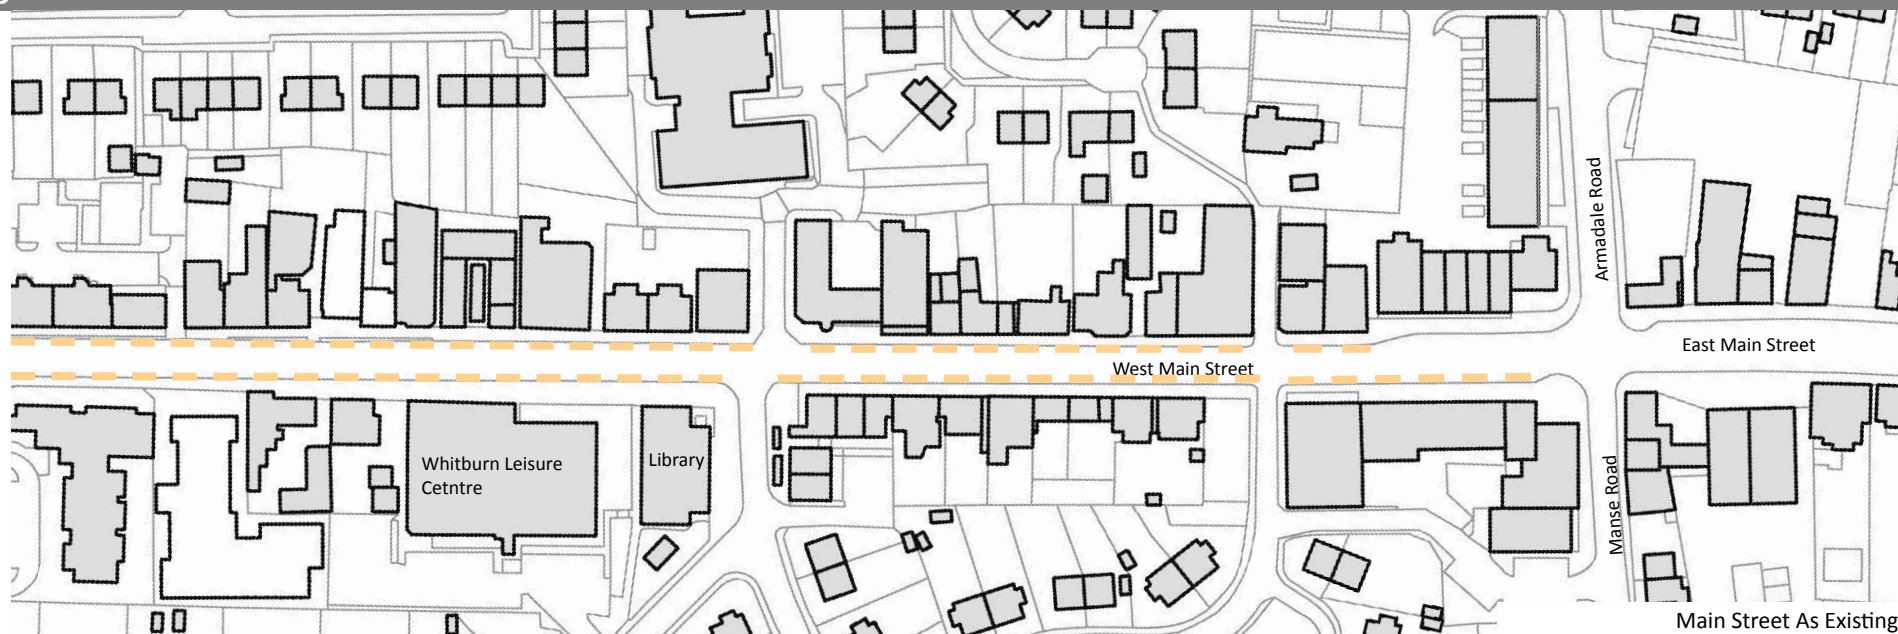 Armadale Road
East Main Street
West Main Street
Whitburn Leisure
Cetntre
Library
Manse Road
Main Street As Existing